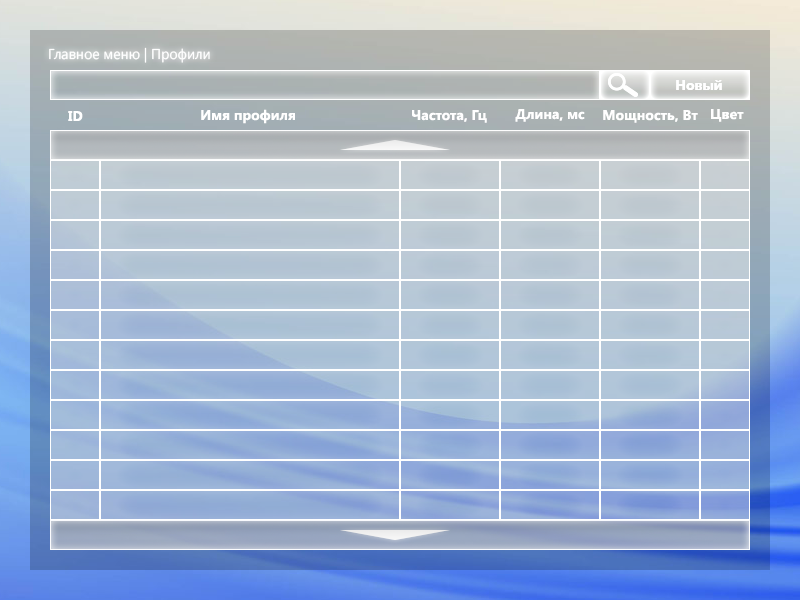 Главное меню | Профили
Новый
ID Имя профиля Частота, Гц Длина, мс Мощность, Вт Цвет